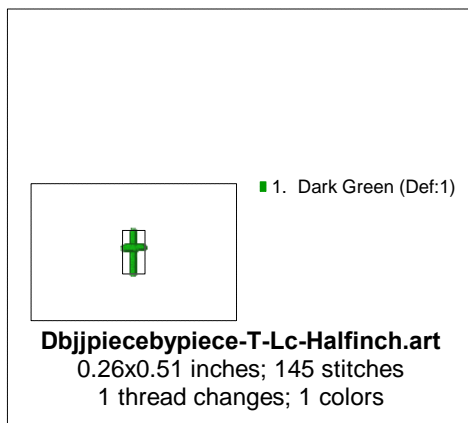 1. Dark Green (Def:1)
Dbjjpiecebypiece-T-Lc-Halfinch.art
0.26x0.51 inches; 145 stitches
1 thread changes; 1 colors